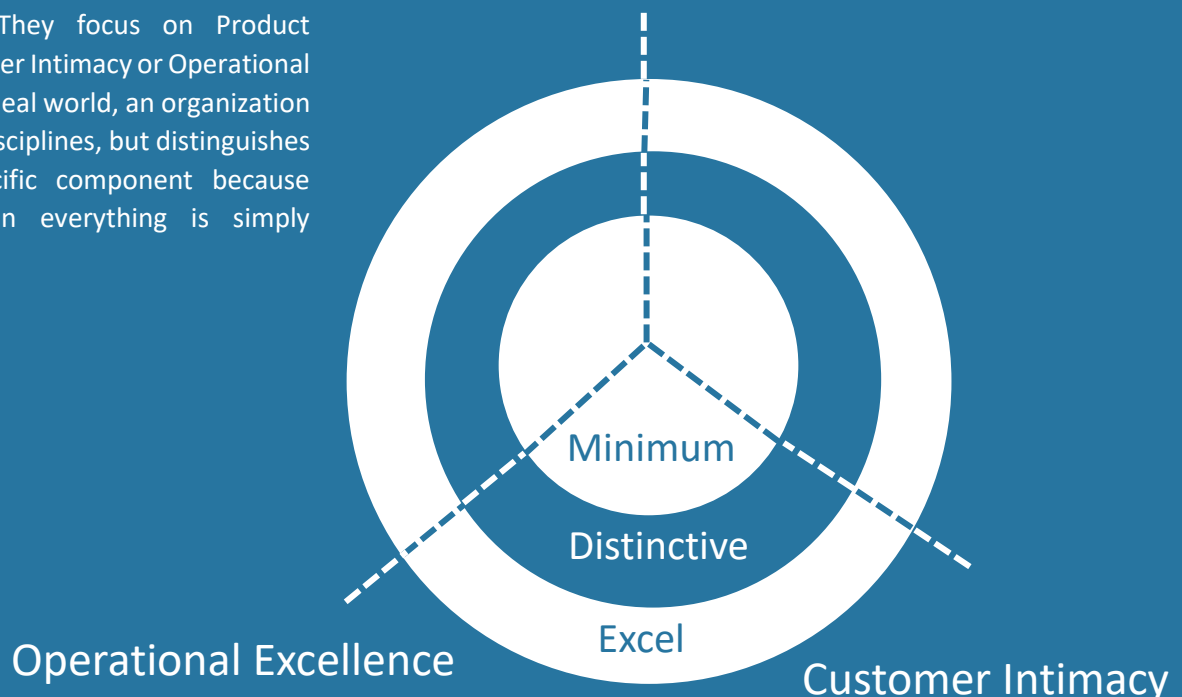 They focus on Product
er Intimacy or Operational
eal world, an organization
sciplines, but distinguishes
cific component because
n everything is simply
Minimum
Distinctive
Excel
Operational Excellence
Customer Intimacy